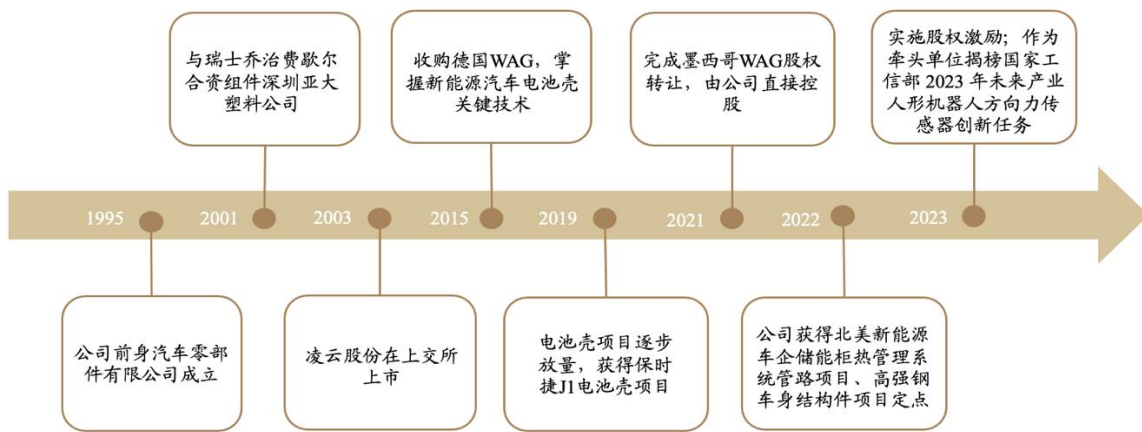 与瑞士乔治费歇尔
合资组件深圳亚大
塑料公司
收购德国WAG，掌
握新能源汽车电池壳
关键技术
完成墨西哥WAG股权
转让，由公司直接控
股
实施股权激励；作为
牵头单位揭榜国家工
信部 2023 年未来产业
人形机器人方向力传
感器创新任务
1995
2001
2003
2015
2019
2021
2022
2023
公司前身汽车零部
件有限公司成立
凌云股份在上交所
上市
电池壳项目逐步
放量，获得保时
捷J1电池壳项目
公司获得北美新能源
车企储能柜热管理系
统管路项目、高强钢
车身结构件项目定点